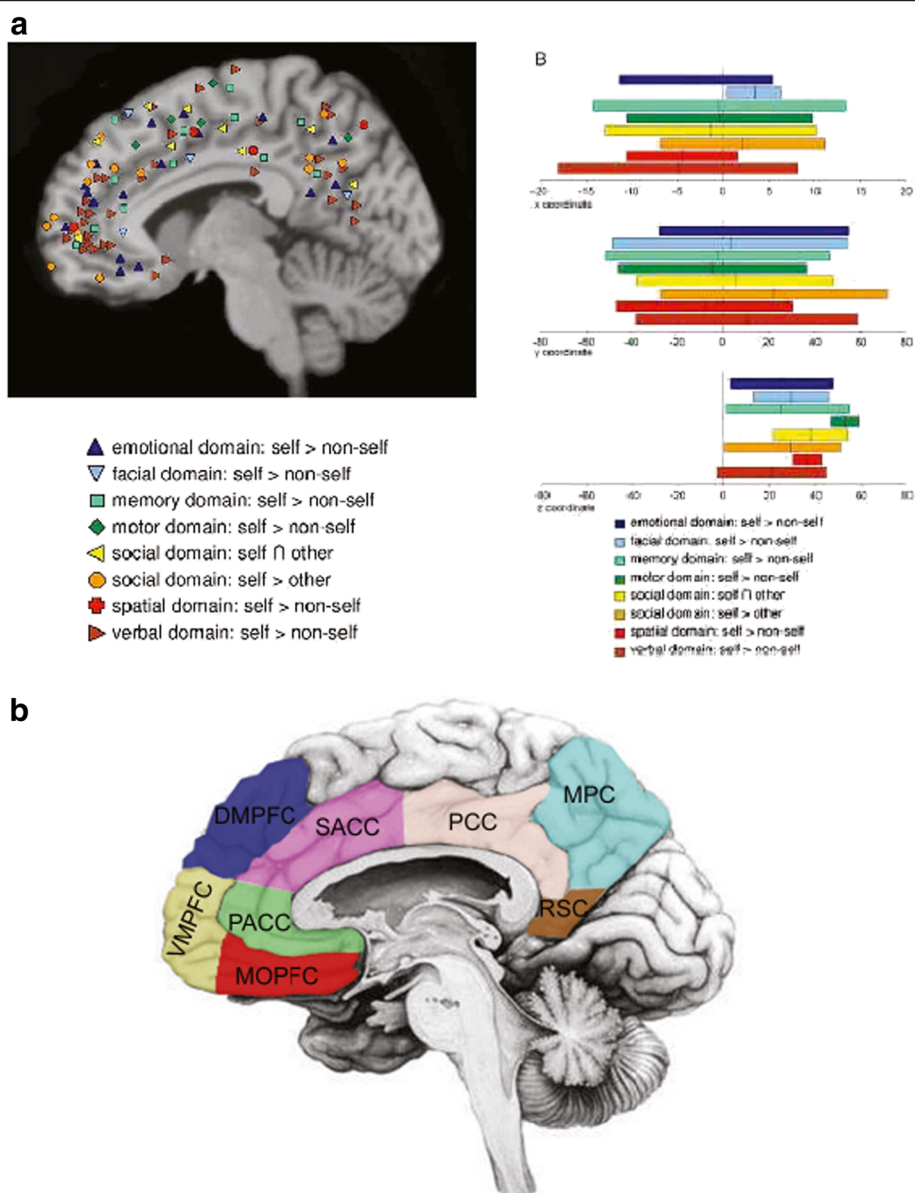 a
emotional domain: self > non-self
facial domain: self > non-self
memory domain: self > non-self
motor domain: self > non-self
social domain: self ∩ other
social domain: self > other
spatial domain: self > non-self
verbal domain: self > non-self
B
-20 -15 -10 -5 0 5 10 15 20
x coordinate
-80 -60 -40 -20 0 20 40 60 80
y coordinate
-80 -60 -40 -20 0 20 40 60 80
z coordinate
emotional domain: self > non-self
facial domain: self > non-self
memory domain: self > non-self
motor domain: self > non-self
social domain: self ∩ other
social domain: self > other
spatial domain: self > non-self
verbal domain: self > non-self
b
DMPFC
SACC
PCC
MPC
VMPFC
PACC
RSC
MOPFC